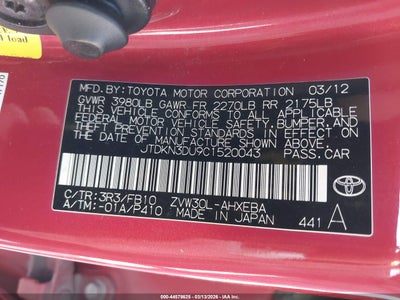 load
MFD. BY: TOYOTA MOTOR CORPORATION 03/12
GVWR 3980LB GAWR FR 2270LB RR 2175LB
THIS VEHICLE CONFORMS TO ALL APPLICABLE
FEDERAL MOTOR VEHICLE SAFETY, BUMPER, AND
THEFT PREVENTION STANDARDS IN EFFECT ON
THE DATE OF MANUFACTURE SHOWN ABOVE.
JTDKN3DU9C1520043 PASS.CAR
C/TR: 3R3/FB10 ZVW30L-AHXEBA
A/TM: -01A/P410 MADE IN JAPAN 441 A
TOYOTA
000-44579825 | 03/13/2026 - IAA INC.